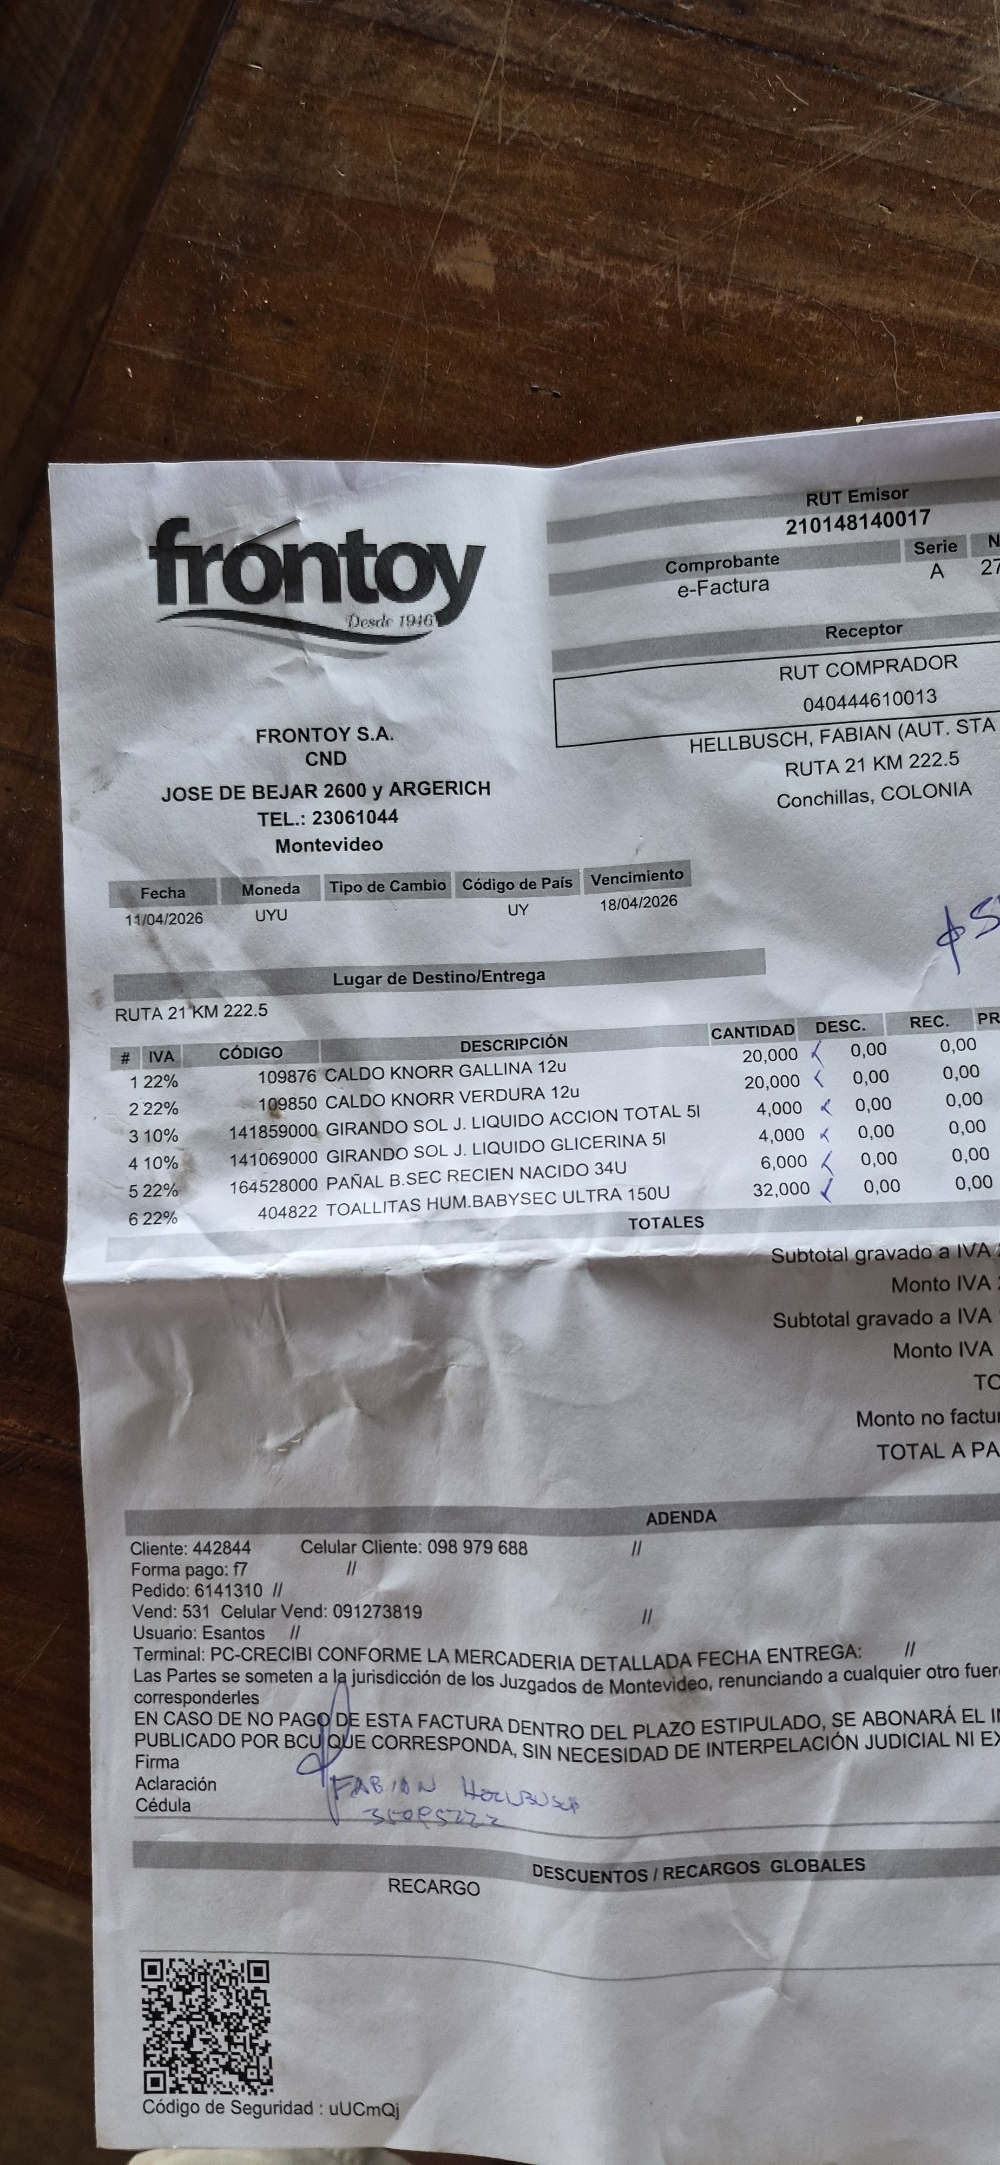 frontoy
Desde 1946
RUT Emisor
210148140017
Comprobante Serie N
e-Factura A 27
Receptor
RUT COMPRADOR
040444610013
HELLBUSCH, FABIAN (AUT. STA
RUTA 21 KM 222.5
Conchillas, COLONIA
FRONTOY S.A.
CND
JOSE DE BEJAR 2600 y ARGERICH
TEL.: 23061044
Montevideo
Fecha Moneda Tipo de Cambio Código de País Vencimiento
11/04/2026 UYU UY 18/04/2026
Lugar de Destino/Entrega
RUTA 21 KM 222.5
# IVA CÓDIGO DESCRIPCIÓN CANTIDAD DESC. REC. PR
1 22% 109876 CALDO KNORR GALLINA 12u 20,000 0,00 0,00
2 22% 109850 CALDO KNORR VERDURA 12u 20,000 0,00 0,00
3 10% 141859000 GIRANDO SOL J. LIQUIDO ACCION TOTAL 5l 4,000 0,00 0,00
4 10% 141069000 GIRANDO SOL J. LIQUIDO GLICERINA 5l 4,000 0,00 0,00
5 22% 164528000 PAÑAL B.SEC RECIEN NACIDO 34U 6,000 0,00 0,00
6 22% 404822 TOALLITAS HUM.BABYSEC ULTRA 150U 32,000 0,00 0,00
TOTALES
Subtotal gravado a IVA
Monto IVA
Subtotal gravado a IVA
Monto IVA
TO
Monto no factur
TOTAL A PA
ADENDA
Cliente: 442844 Celular Cliente: 098 979 688 //
Forma pago: f7 //
Pedido: 6141310 //
Vend: 531 Celular Vend: 091273819 //
Usuario: Esantos //
Terminal: PC-CRECIBI CONFORME LA MERCADERIA DETALLADA FECHA ENTREGA: //
Las Partes se someten a la jurisdicción de los Juzgados de Montevideo, renunciando a cualquier otro fuer
corresponderles
EN CASO DE NO PAGO DE ESTA FACTURA DENTRO DEL PLAZO ESTIPULADO, SE ABONARÁ EL I
PUBLICADO POR BCU QUE CORRESPONDA, SIN NECESIDAD DE INTERPELACIÓN JUDICIAL NI EX
Firma
Aclaración FABIAN HELLBUSCH
Cédula
DESCUENTOS / RECARGOS GLOBALES
RECARGO
Código de Seguridad : uUCmQj